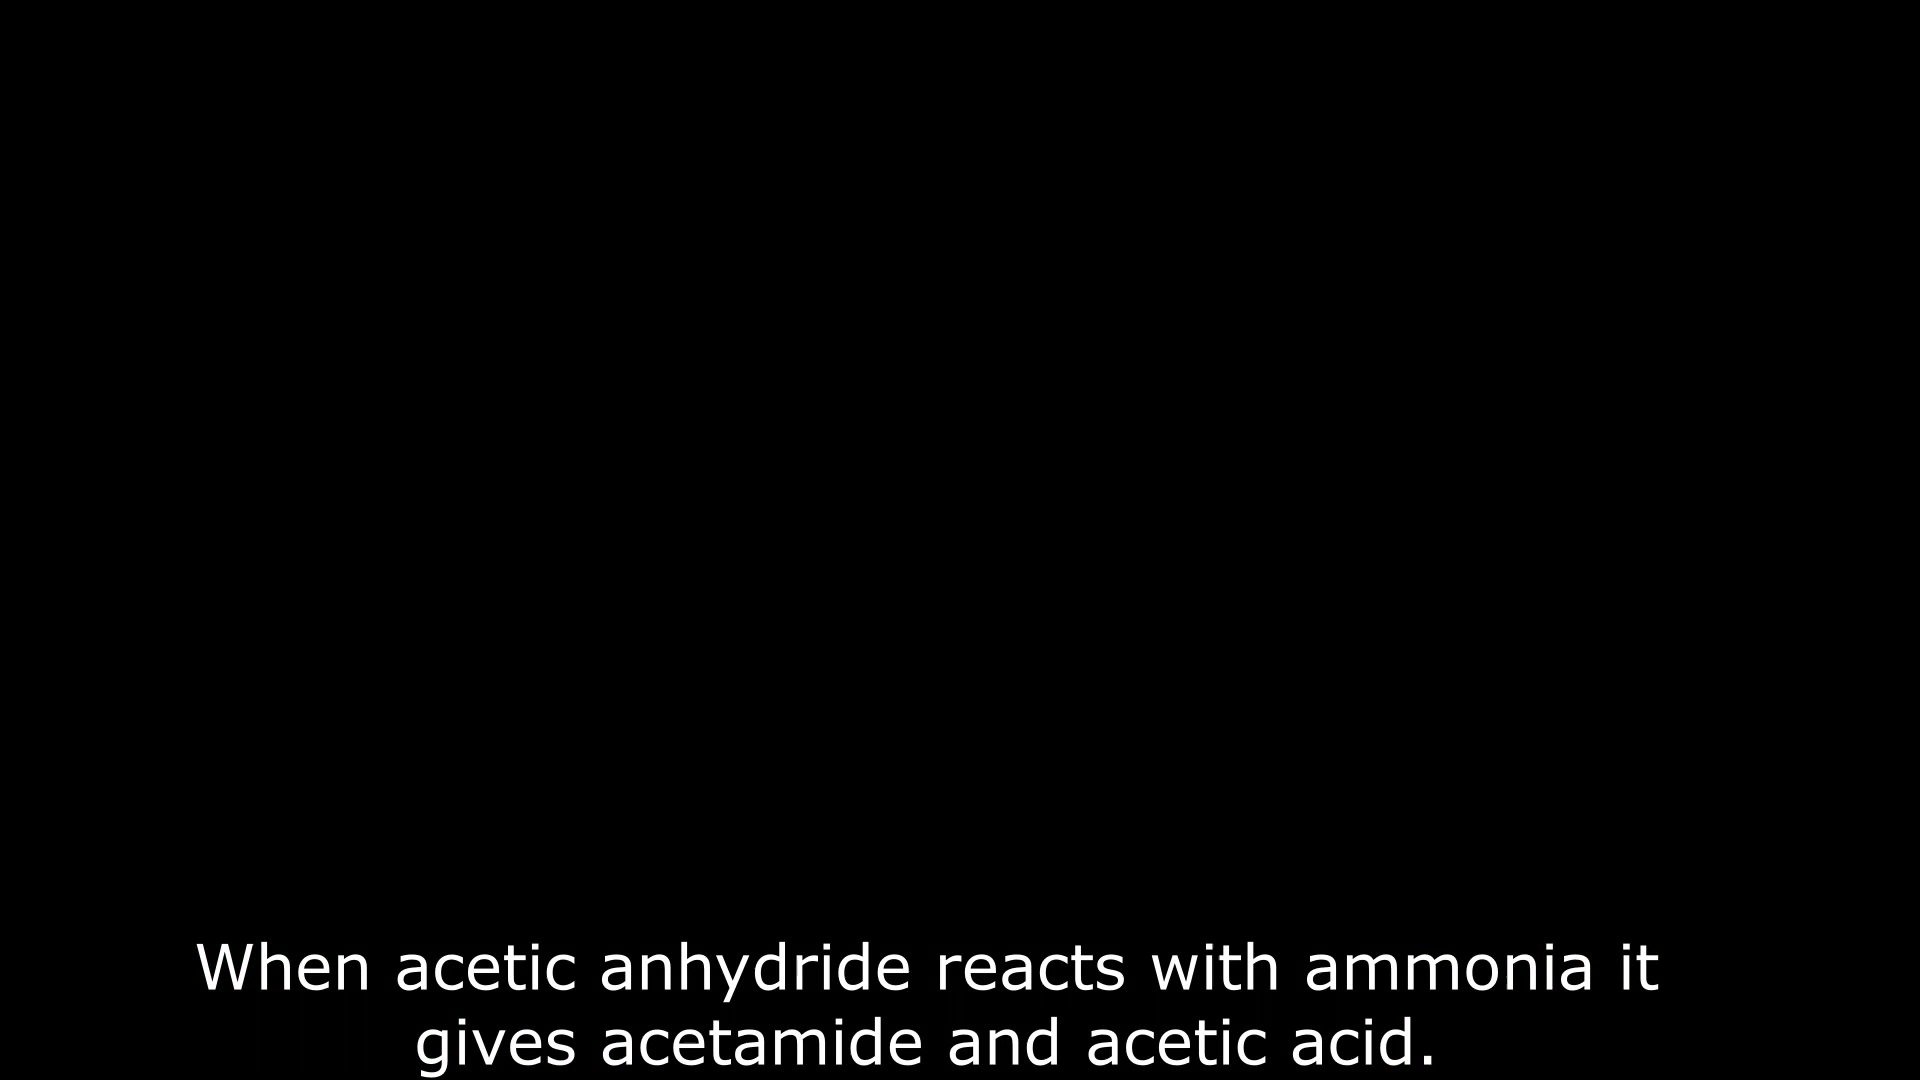 When acetic anhydride reacts with ammonia it
gives acetamide and acetic acid.